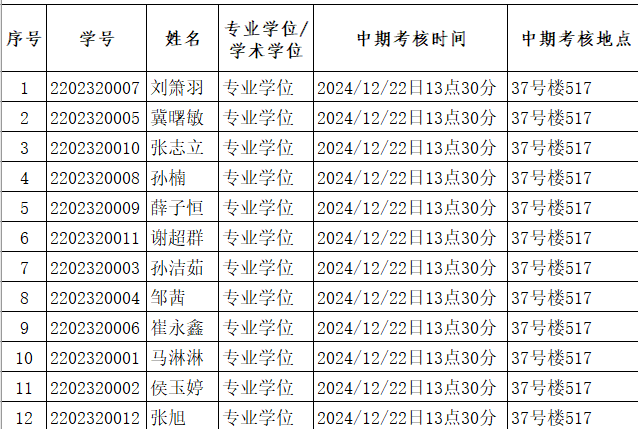 序号 学号 姓名 专业学位/学术学位 中期考核时间 中期考核地点
1 2202320007 刘箫羽 专业学位 2024/12/22日13点30分 37号楼517
2 2202320005 冀曙敏 专业学位 2024/12/22日13点30分 37号楼517
3 2202320010 张志立 专业学位 2024/12/22日13点30分 37号楼517
4 2202320008 孙楠 专业学位 2024/12/22日13点30分 37号楼517
5 2202320009 薛子恒 专业学位 2024/12/22日13点30分 37号楼517
6 2202320011 谢超群 专业学位 2024/12/22日13点30分 37号楼517
7 2202320003 孙洁茹 专业学位 2024/12/22日13点30分 37号楼517
8 2202320004 邹茜 专业学位 2024/12/22日13点30分 37号楼517
9 2202320006 崔永鑫 专业学位 2024/12/22日13点30分 37号楼517
10 2202320001 马淋淋 专业学位 2024/12/22日13点30分 37号楼517
11 2202320002 侯玉婷 专业学位 2024/12/22日13点30分 37号楼517
12 2202320012 张旭 专业学位 2024/12/22日13点30分 37号楼517